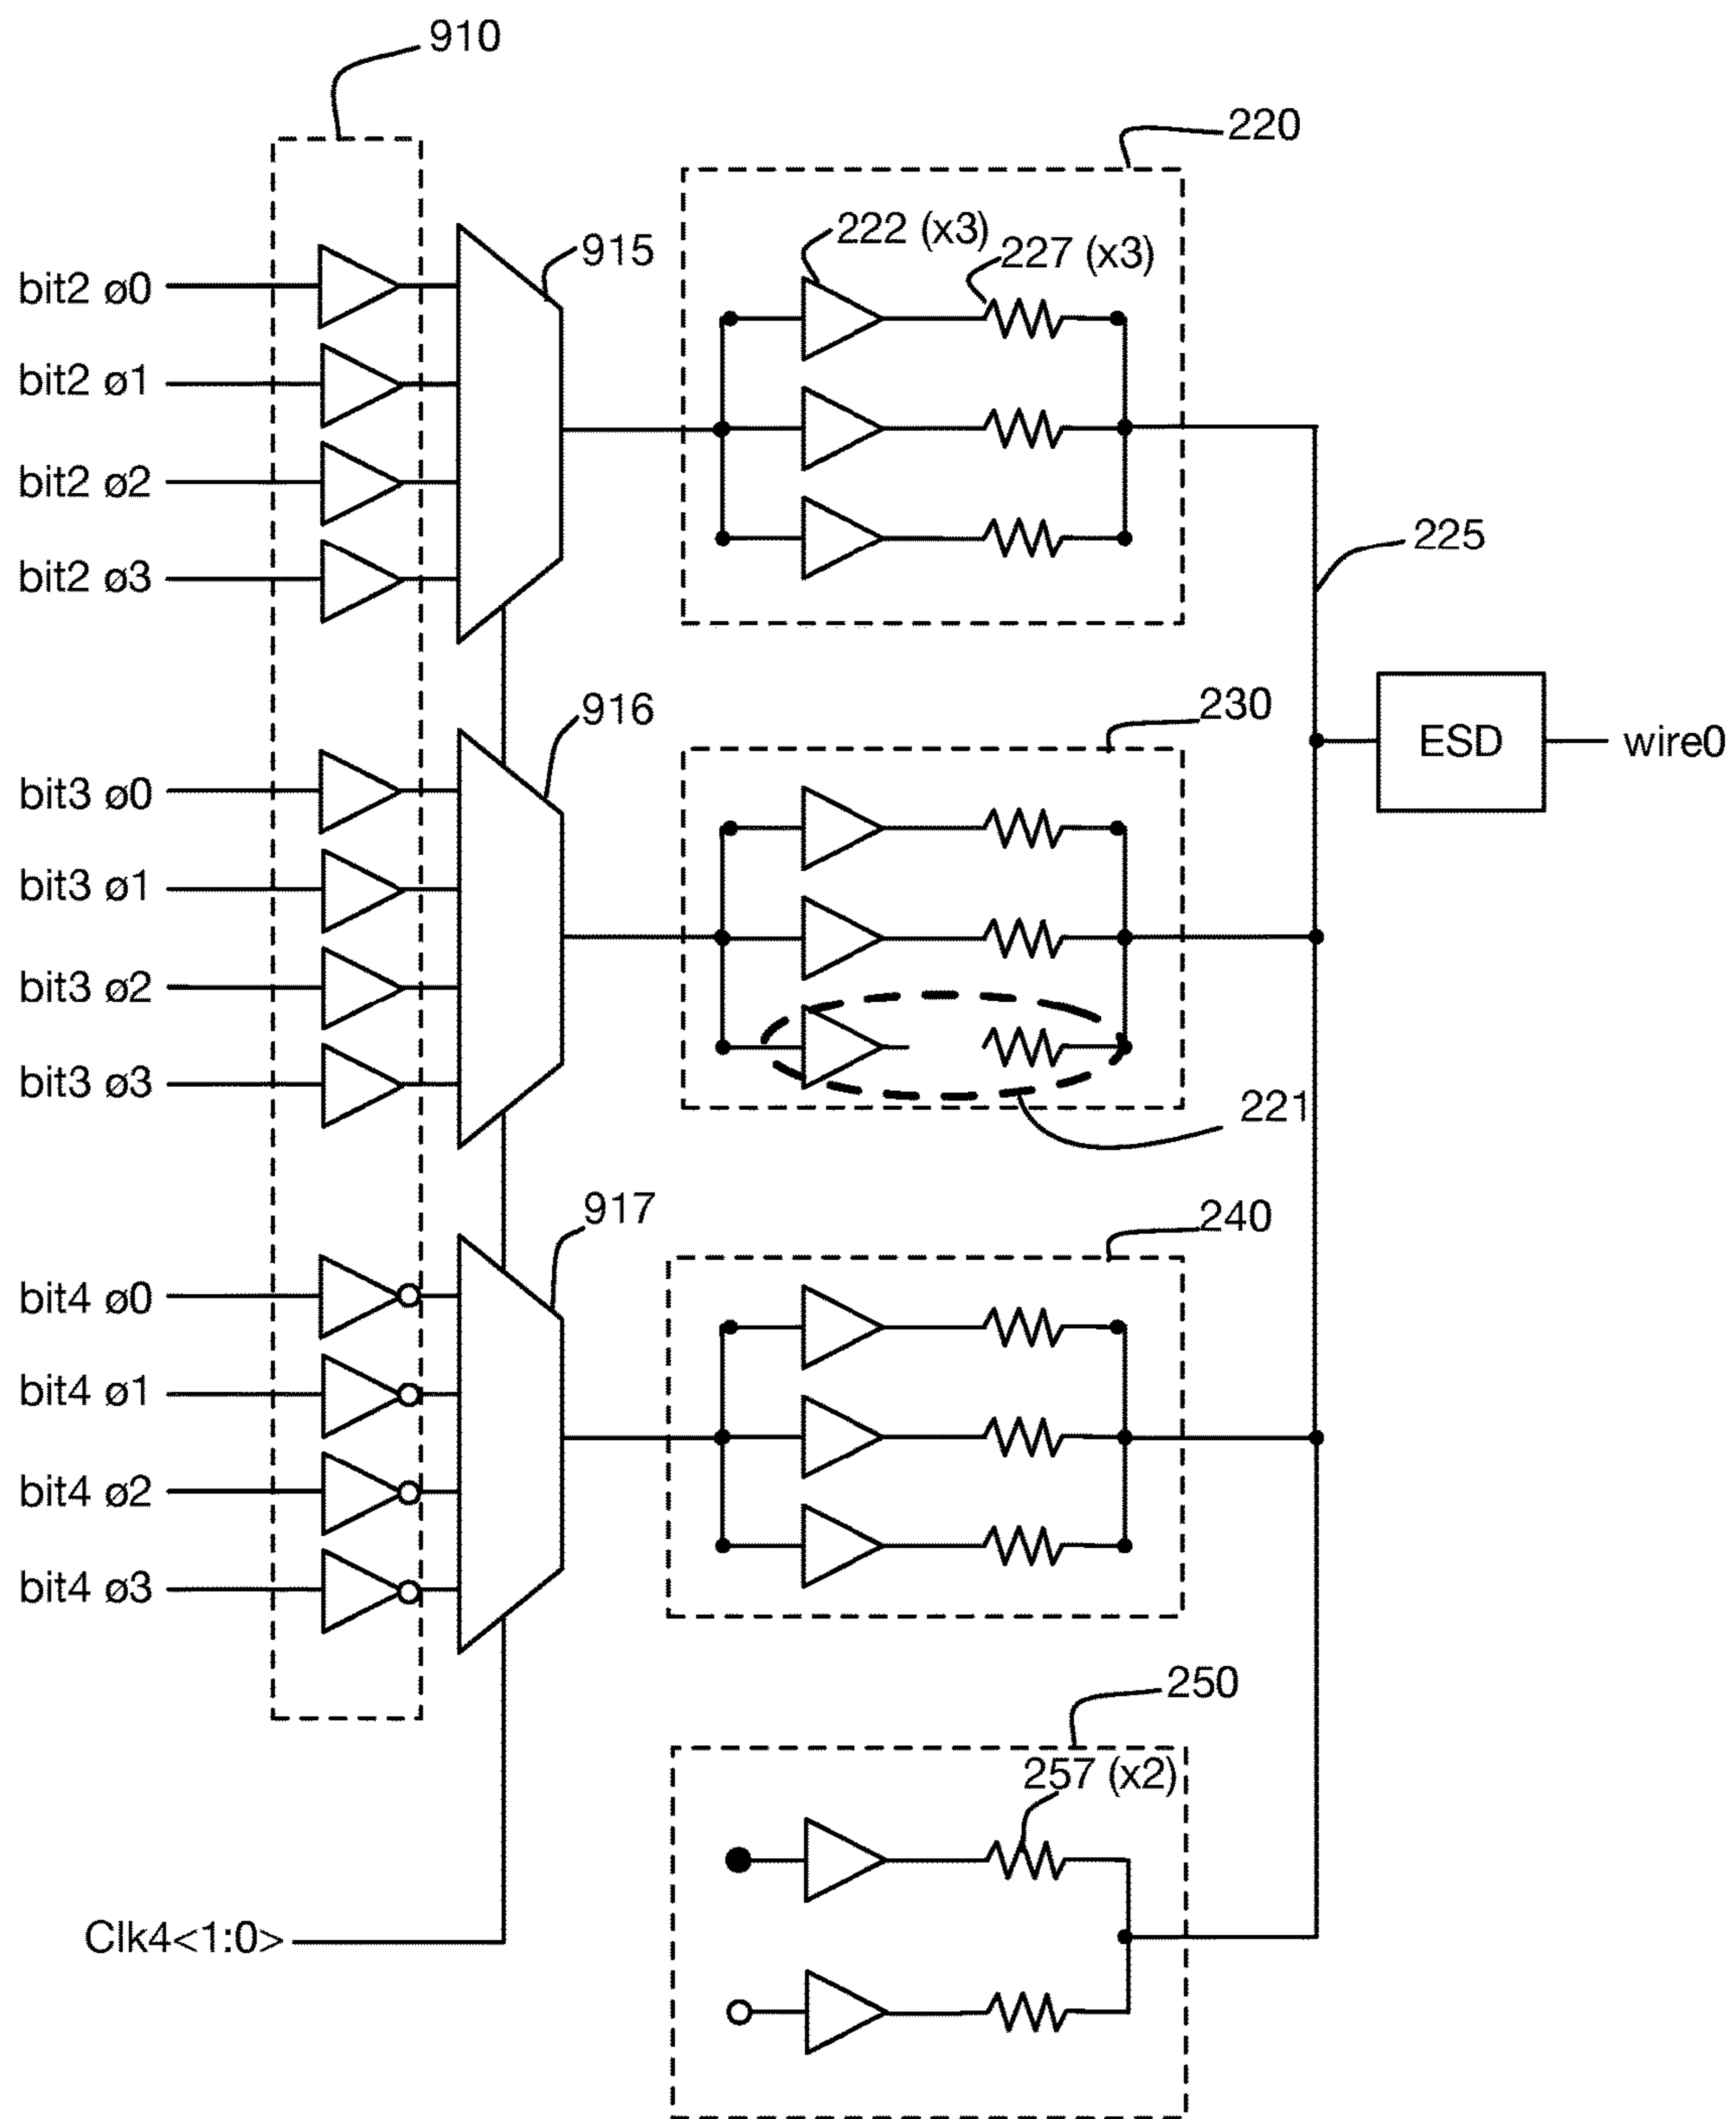 910
220
222 (x3)
227 (x3)
915
bit2 ø0
bit2 ø1
bit2 ø2
bit2 ø3
225
916
230
ESD
wire0
bit3 ø0
bit3 ø1
bit3 ø2
bit3 ø3
221
917
240
bit4 ø0
bit4 ø1
bit4 ø2
bit4 ø3
250
257 (x2)
Clk4<1:0>